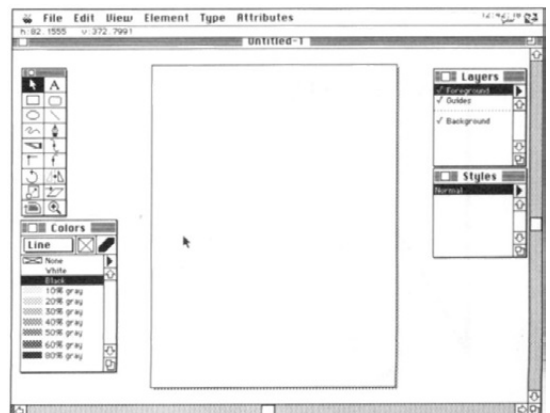 File Edit View Element Type Attributes
h:82.1555 v:372.7991
Untitled-1
A
Layers
✓ Foreground
✓ Guides
✓ Background
Styles
Normal
Colors
Line
None
White
Black
10% gray
20% gray
30% gray
40% gray
50% gray
60% gray
80% gray